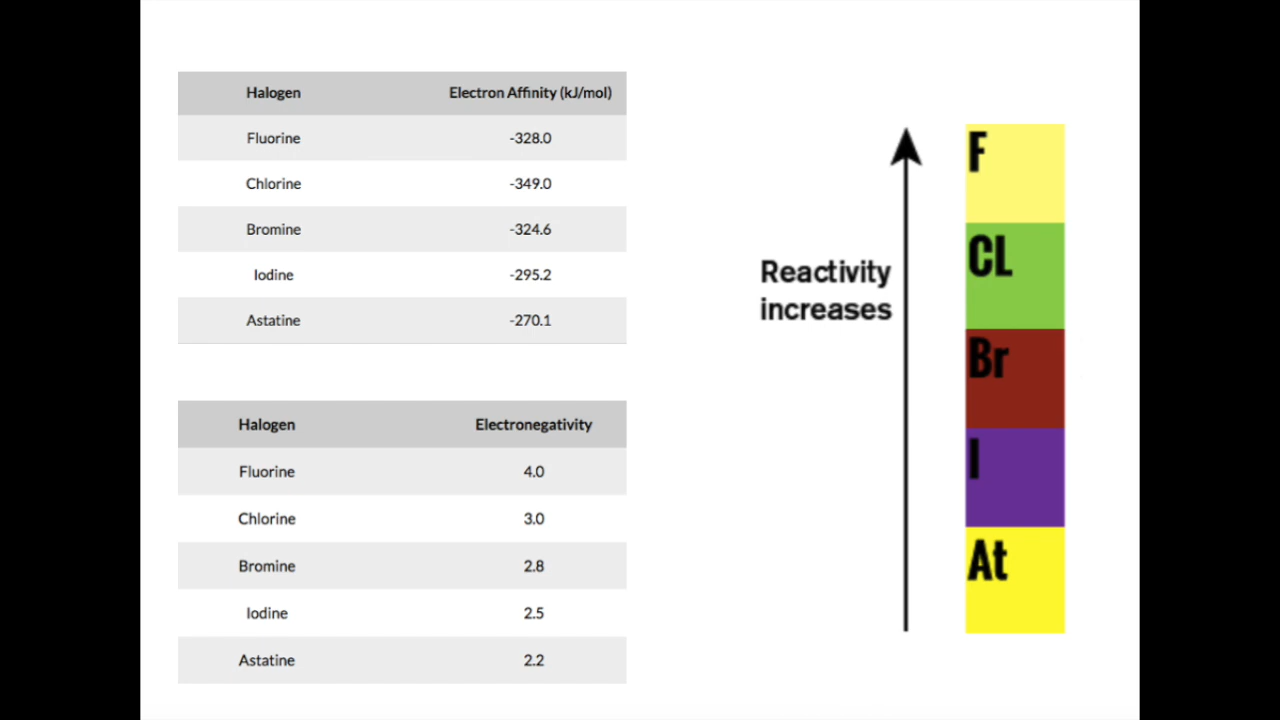 Halogen Electron Affinity (kJ/mol)
Fluorine -328.0
Chlorine -349.0
Bromine -324.6
Iodine -295.2
Astatine -270.1
Halogen Electronegativity
Fluorine 4.0
Chlorine 3.0
Bromine 2.8
Iodine 2.5
Astatine 2.2
Reactivity
increases
F
CL
Br
I
At